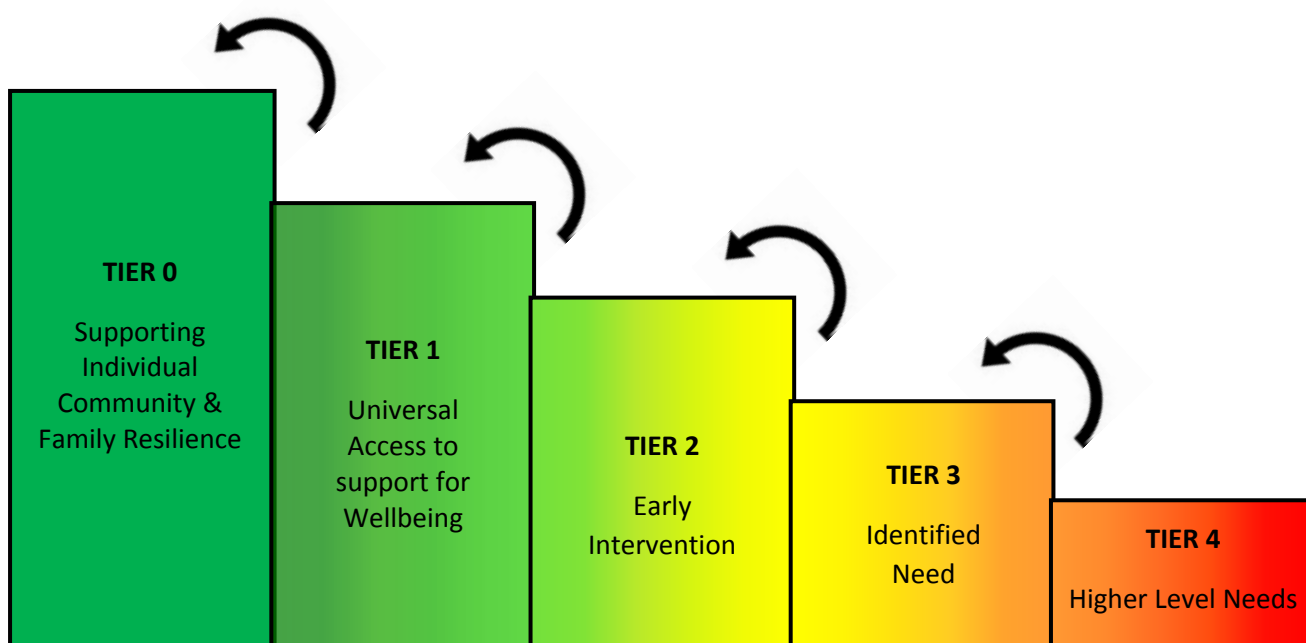 TIER 0
Supporting
Individual
Community &
Family Resilience
TIER 1
Universal
Access to
support for
Wellbeing
TIER 2
Early
Intervention
TIER 3
Identified
Need
TIER 4
Higher Level Needs